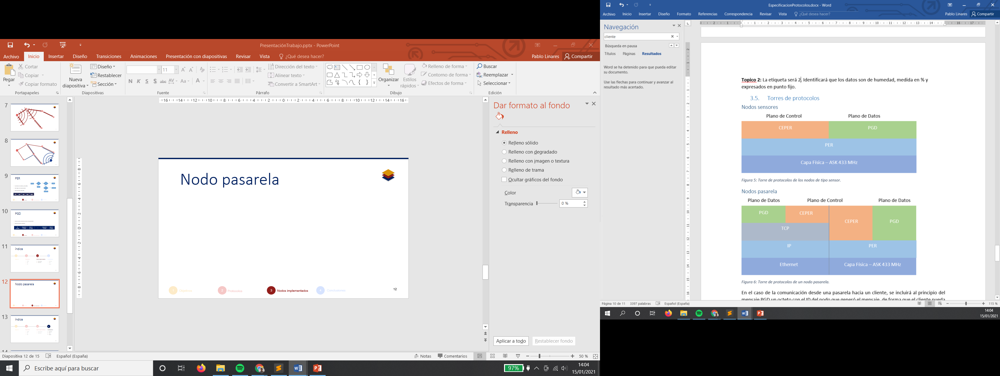 PresentaciónTrabajo.pptx - PowerPoint
Archivo Inicio Insertar Diseño Transiciones Animaciones Presentación con diapositivas Revisar Vista ¿Qué desea hacer? Pablo Linares Compartir
Pegar
Cortar
Copiar
Copiar formato
Portapapeles
Nueva diapositiva
Diseño
Restablecer
Sección
Diapositivas
11
N K S S abc AV Aa A
Fuente
Dirección del texto
Alinear texto
Convertir a SmartArt
Párrafo
Organizar
Estilos rápidos
Relleno de forma
Contorno de forma
Efectos de forma
Dibujo
Buscar
Reemplazar
Seleccionar
Edición
7
8
9
PER
10
PGD
11
índice
12
Nodo pasarela
13
índice
Nodo pasarela
1 Objetivos 2 Protocolos 3 Nodos implementados 4 Conclusiones 12
Dar formato al fondo
Relleno
Relleno sólido
Relleno con degradado
Relleno con imagen o textura
Relleno de trama
Ocultar gráficos del fondo
Color
Transparencia 0 %
Aplicar a todo Restablecer fondo
Diapositiva 12 de 15 Español (España) Notas Comentarios 50 %
Escribe aquí para buscar 97% 14:04
15/01/2021
EspecificacionProtocolos.docx - Word
Archivo Inicio Insertar Diseño Formato Referencias Correspondencia Revisar Vista ¿Qué desea hacer? Pablo Linares Compartir
Navegación
cliente
Búsqueda en pausa
Títulos Páginas Resultados
Word se ha detenido para que pueda editar
su documento.
Use las flechas para continuar y avanzar al
resultado más acertado.
Topico 2: La etiqueta será 2. Identificará que los datos son de humedad, medida en % y
expresados en punto fijo.
3.5. Torres de protocolos
Nodos sensores
Plano de Control Plano de Datos
CEPER PGD
PER
Capa Física – ASK 433 MHz
Figura 5: Torre de protocolos de los nodos de tipo sensor.
Nodos pasarela
Plano de Datos Plano de Control Plano de Datos
PGD CEPER
CEPER PGD
TCP
IP PER
Ethernet Capa Física – ASK 433 MHz
Figura 6: Torre de protocolos de un nodo pasarela.
En el caso de la comunicación desde una pasarela hacia un cliente, se incluirá al principio del
mensaje PGD un octeto con el ID del nodo que generó el mensaje, de forma que el cliente pueda
Página 10 de 11 3397 palabras Español (España) 115 %
14:04
15/01/2021